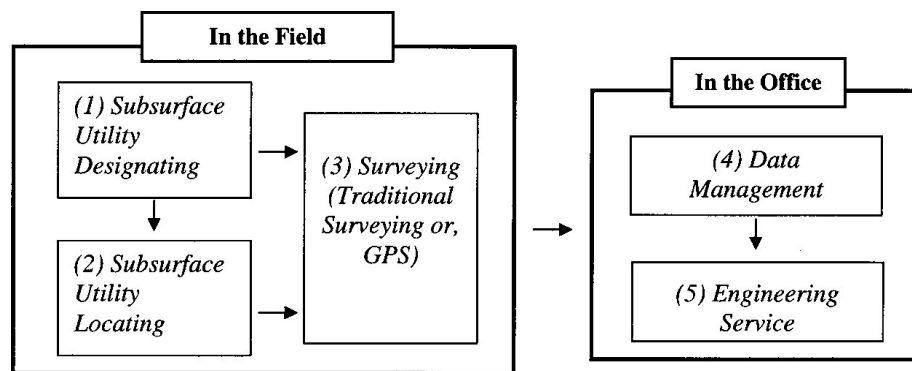 In the Field
(1) Subsurface
Utility
Designating
(2) Subsurface
Utility
Locating
(3) Surveying
(Traditional
Surveying or,
GPS)
In the Office
(4) Data
Management
(5) Engineering
Service